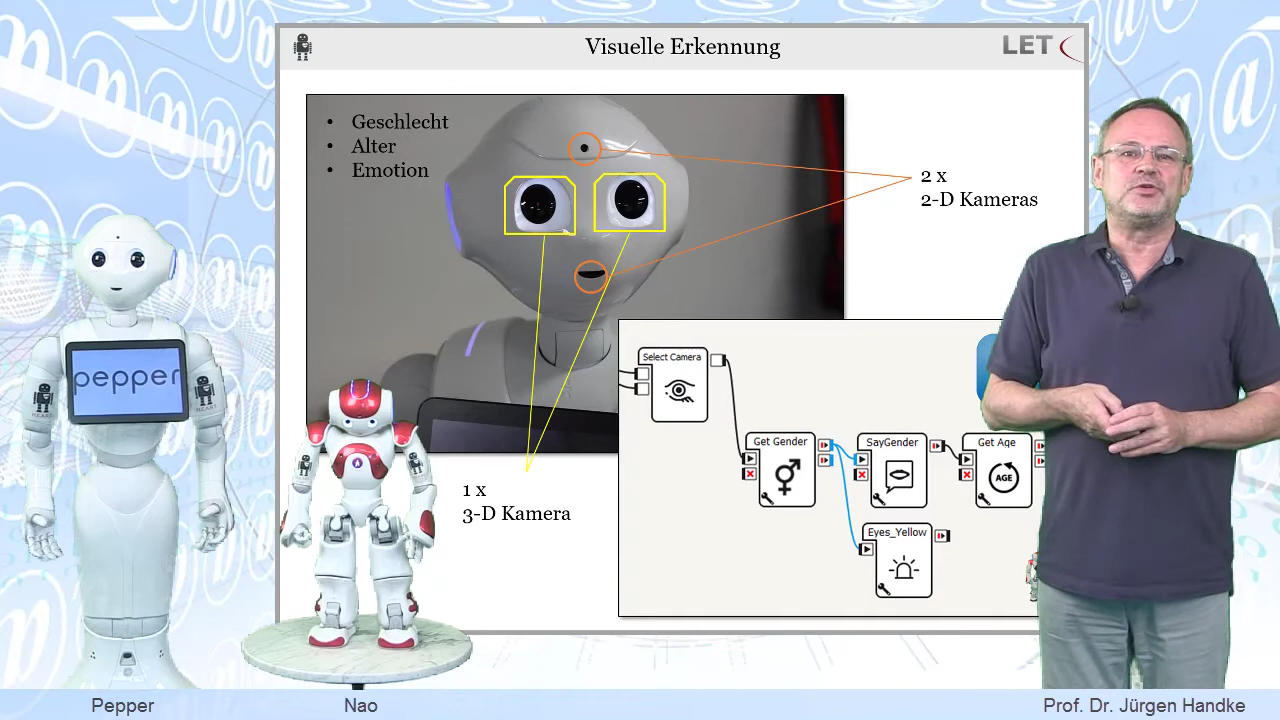 Visuelle Erkennung
LET
• Geschlecht
• Alter
• Emotion
2 x
2-D Kameras
1 x
3-D Kamera
Select Camera
Get Gender
SayGender
Get Age
AGE
Eyes_Yellow
pepper
Pepper
Nao
Prof. Dr. Jürgen Handke